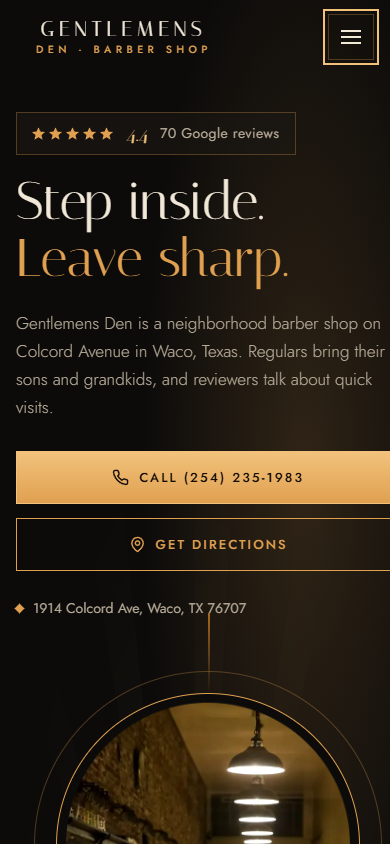 GENTLEMENS
DEN · BARBER SHOP
4.4 70 Google reviews
Step inside.
Leave sharp.
Gentlemens Den is a neighborhood barber shop on
Colcord Avenue in Waco, Texas. Regulars bring their
sons and grandkids, and reviewers talk about quick
visits.
CALL (254) 235-1983
GET DIRECTIONS
1914 Colcord Ave, Waco, TX 76707